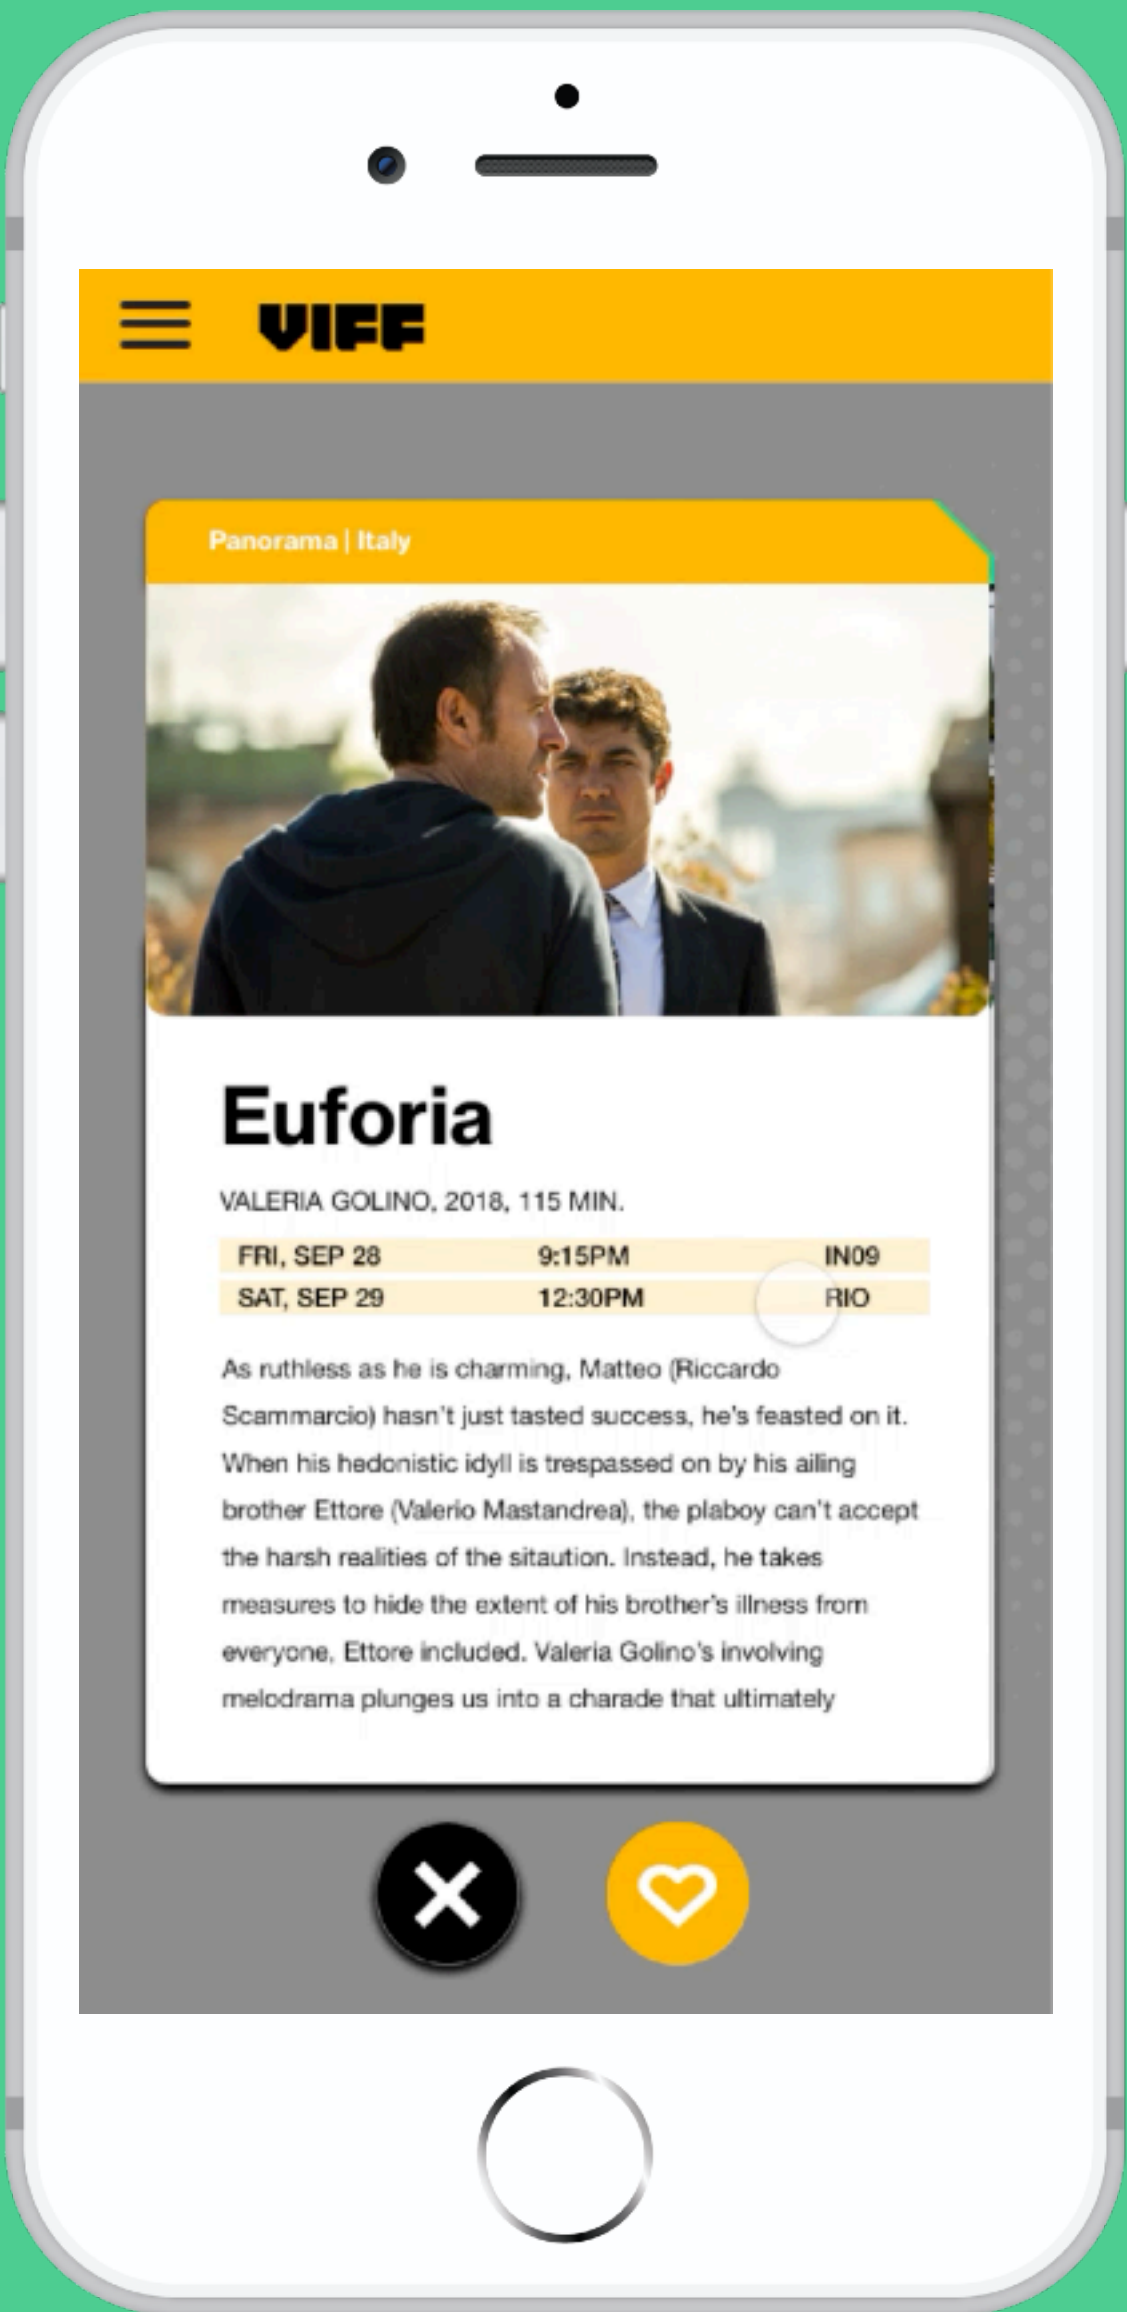 VIFF
Panorama | Italy
Euforia
VALERIA GOLINO, 2018, 115 MIN.
FRI, SEP 28 9:15PM IN09
SAT, SEP 29 12:30PM RIO
As ruthless as he is charming, Matteo (Riccardo
Scammarcio) hasn't just tasted success, he's feasted on it.
When his hedonistic idyll is trespassed on by his ailing
brother Ettore (Valerio Mastandrea), the plaboy can't accept
the harsh realities of the sitaution. Instead, he takes
measures to hide the extent of his brother's illness from
everyone, Ettore included. Valeria Golino's involving
melodrama plunges us into a charade that ultimately